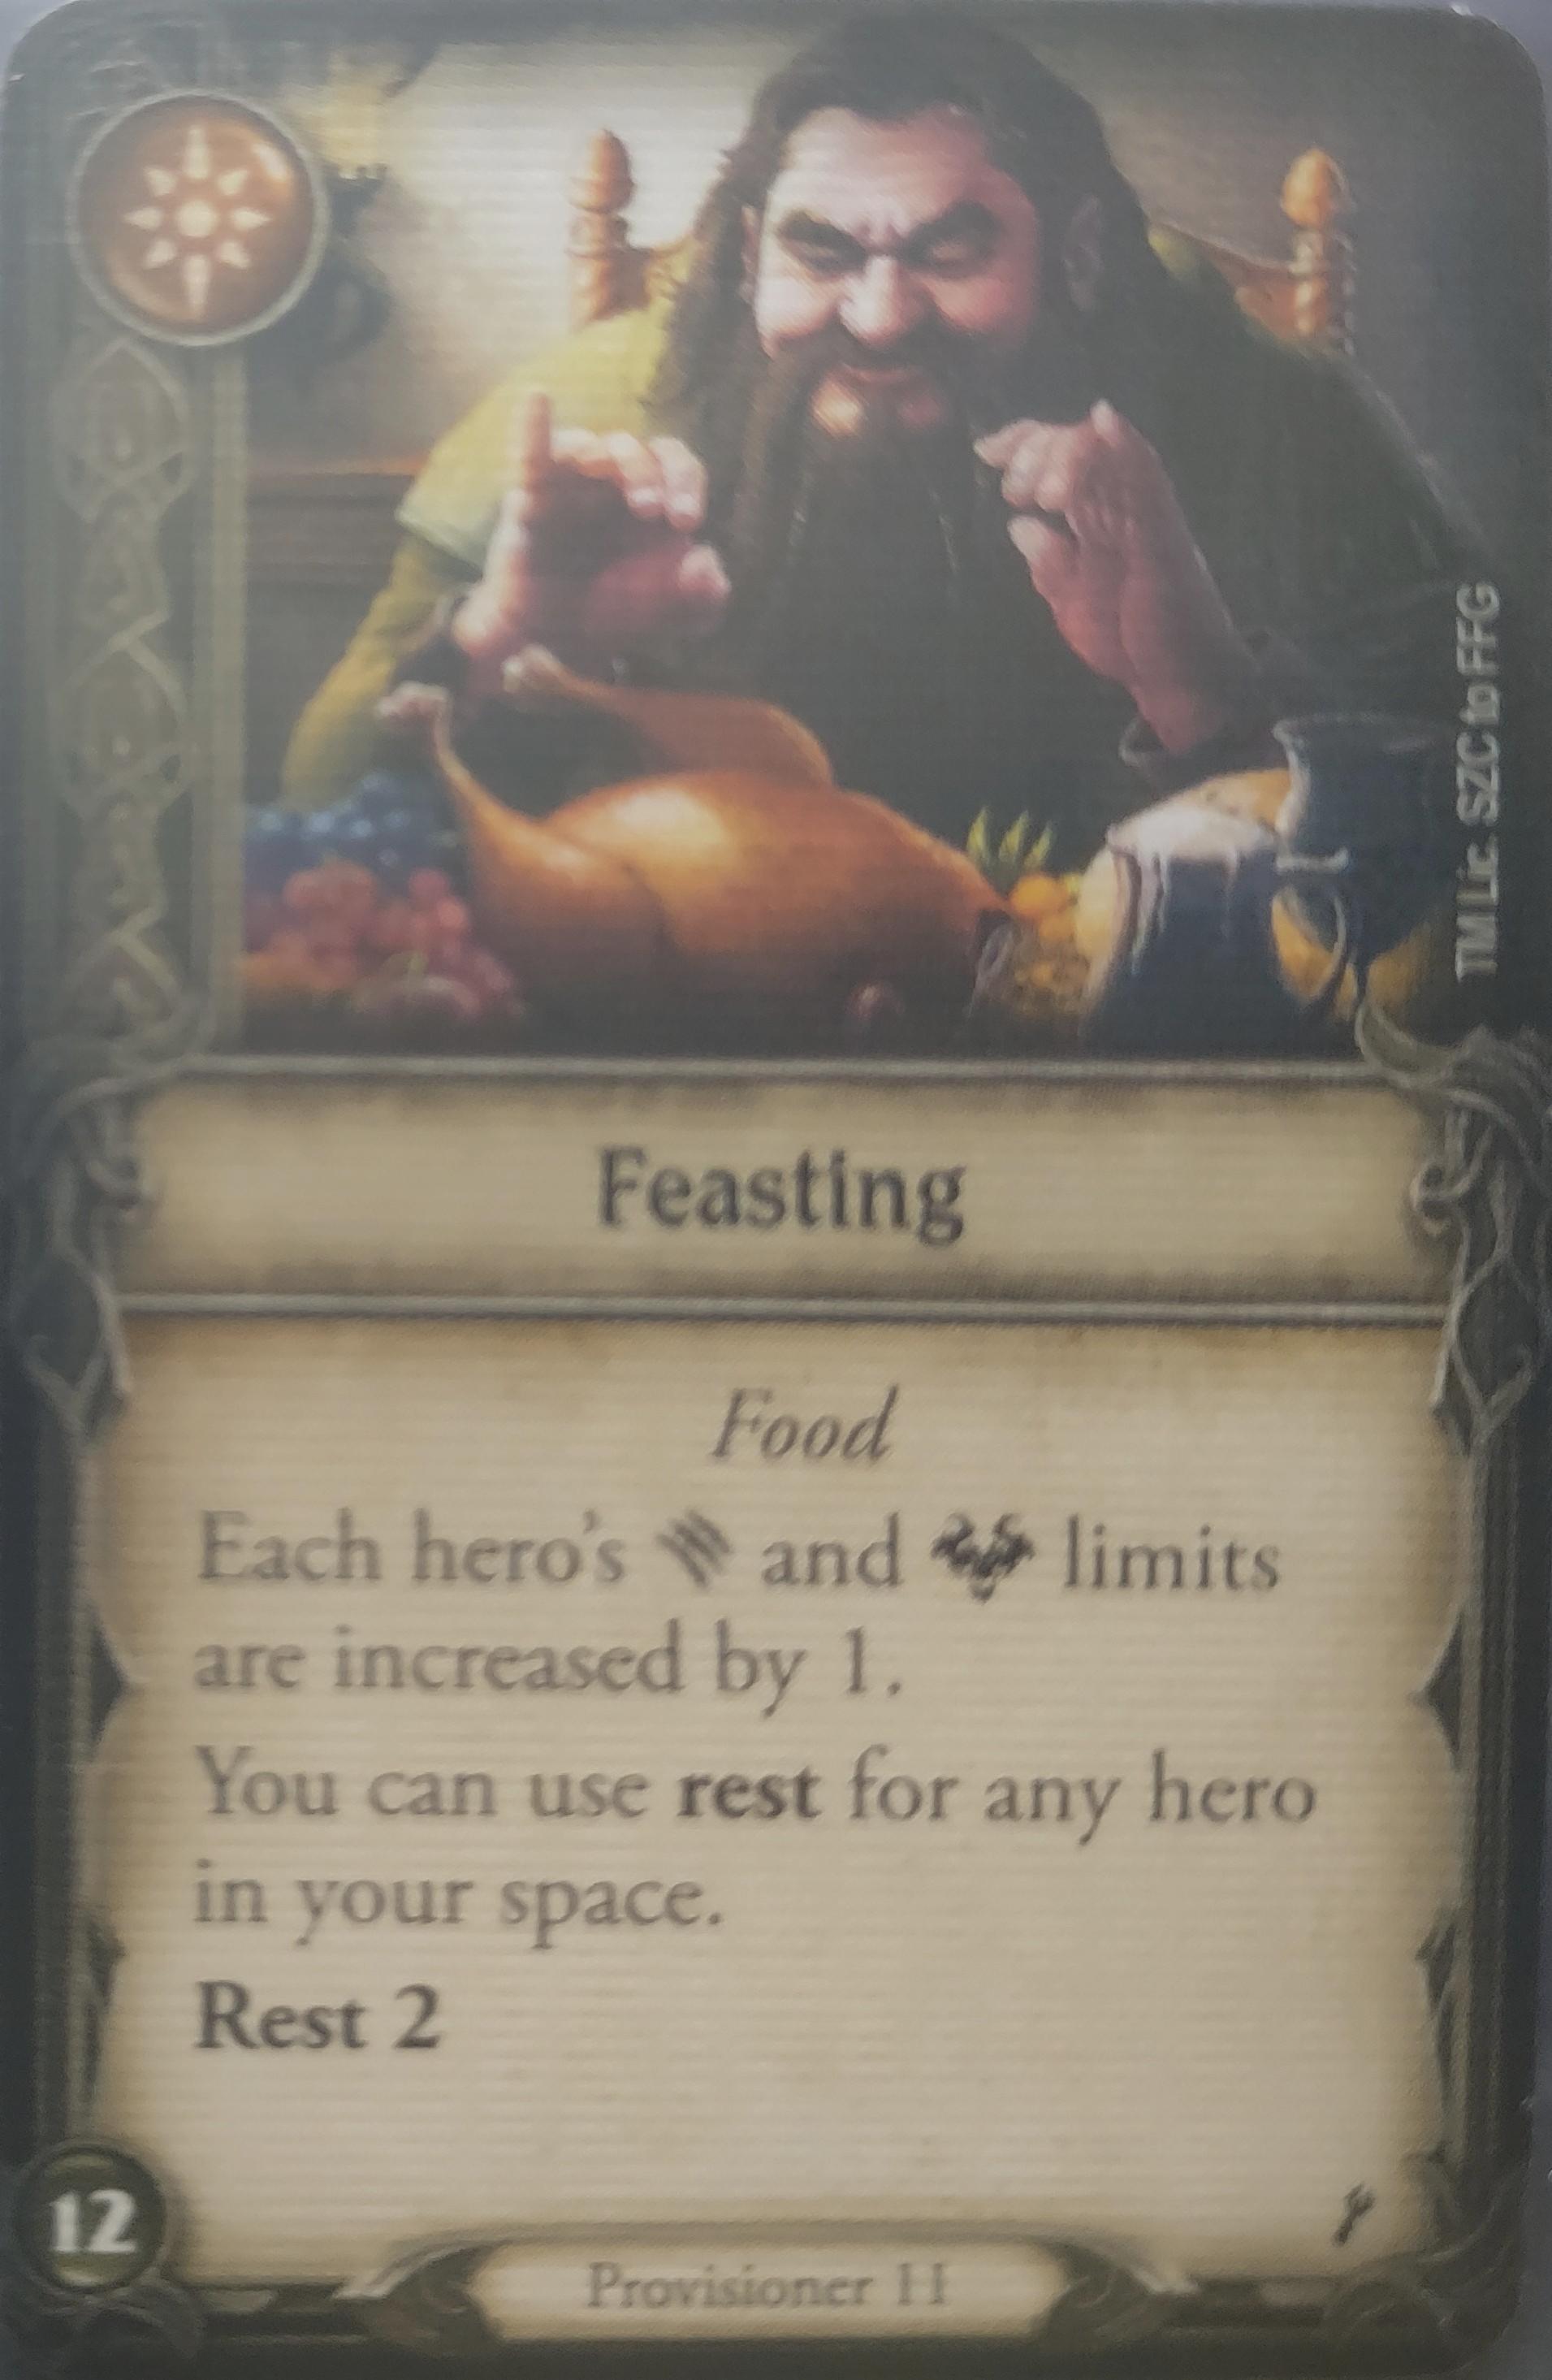 TM Lic. SZC to FFG
Feasting
Food
Each hero's and limits
are increased by 1.
You can use rest for any hero
in your space.
Rest 2
12
Provisioner 11